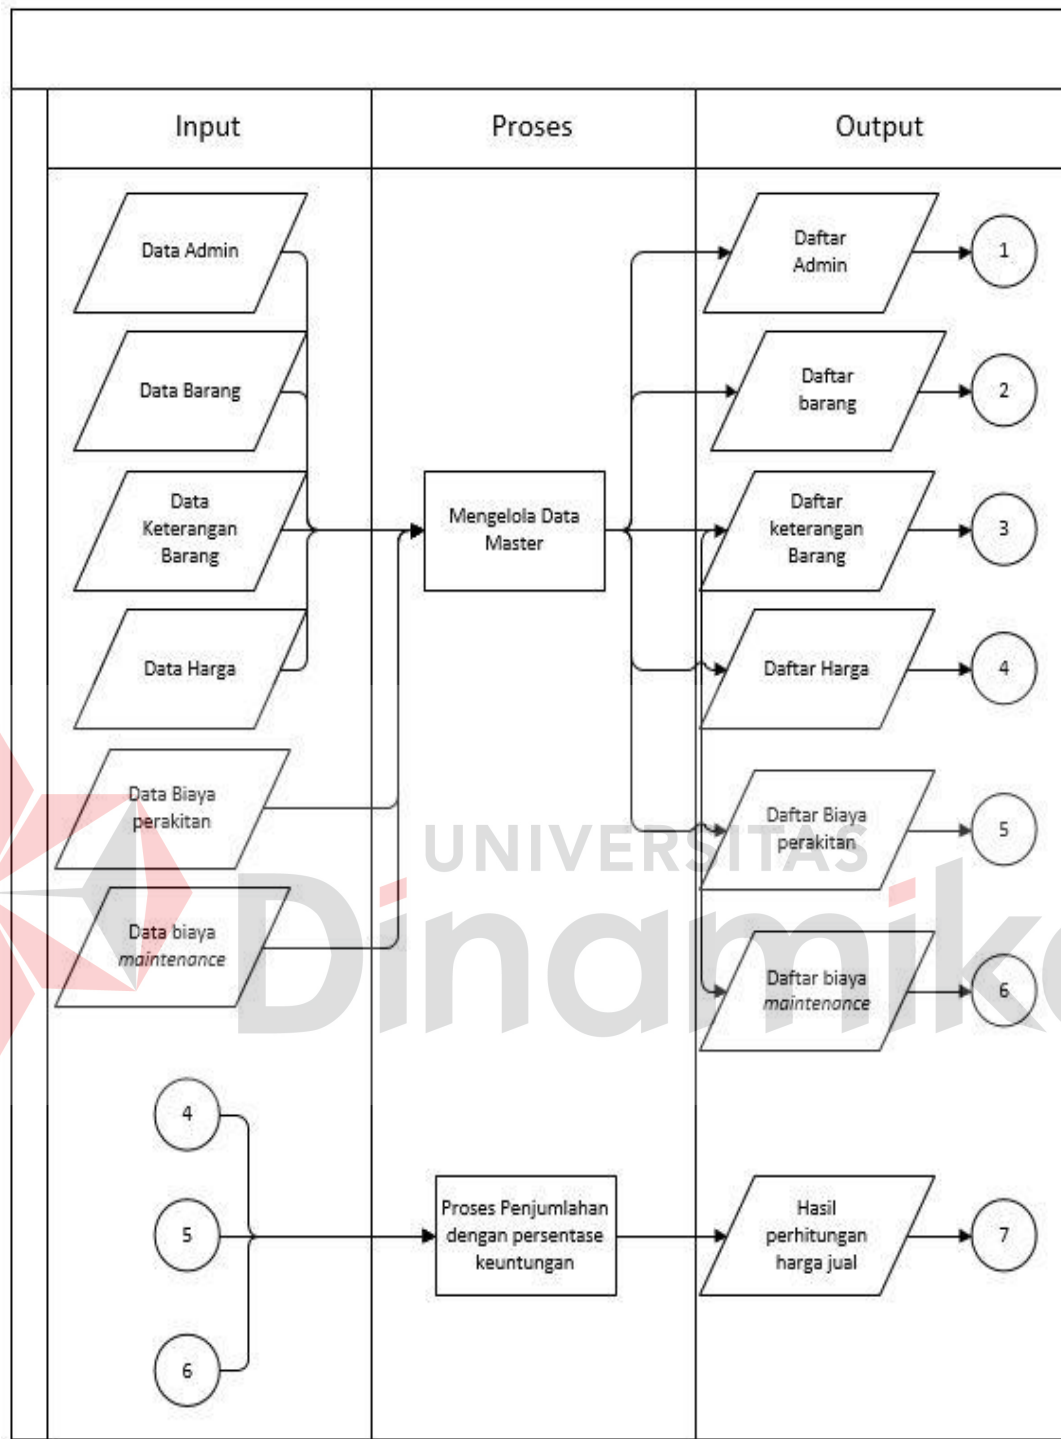 Input
Proses
Output
Data Admin
Data Barang
Data
Keterangan
Barang
Data Harga
Data Biaya
perakitan
Data biaya
maintenance
Mengelola Data
Master
Daftar
Admin
1
Daftar
barang
2
Daftar
keterangan
Barang
3
Daftar Harga
4
Daftar Biaya
perakitan
5
Daftar biaya
maintenance
6
UNIVERSITAS
Dinamika
4
5
6
Proses Penjumlahan
dengan persentase
keuntungan
Hasil
perhitungan
harga jual
7